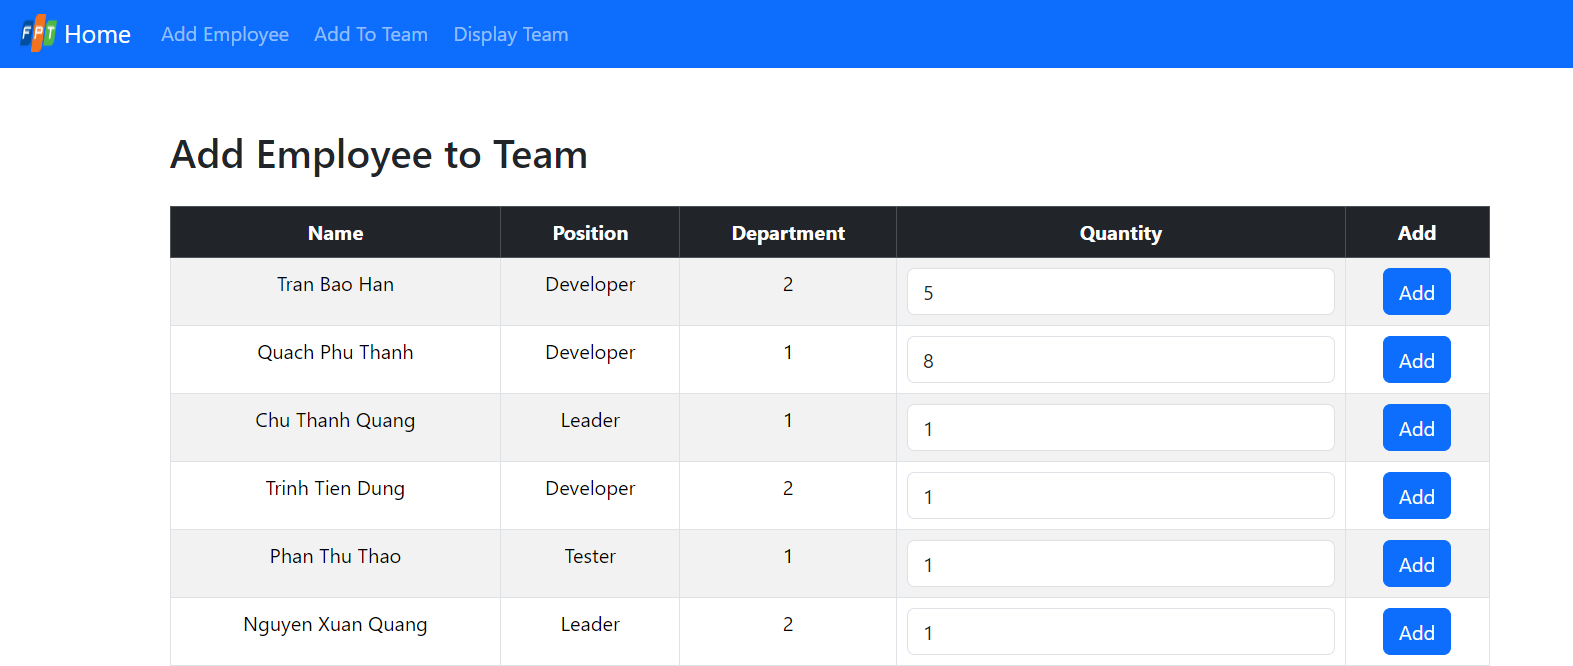 FPT Home Add Employee Add To Team Display Team
Add Employee to Team
Name Position Department Quantity Add
Tran Bao Han Developer 2 5 Add
Quach Phu Thanh Developer 1 8 Add
Chu Thanh Quang Leader 1 1 Add
Trinh Tien Dung Developer 2 1 Add
Phan Thu Thao Tester 1 1 Add
Nguyen Xuan Quang Leader 2 1 Add